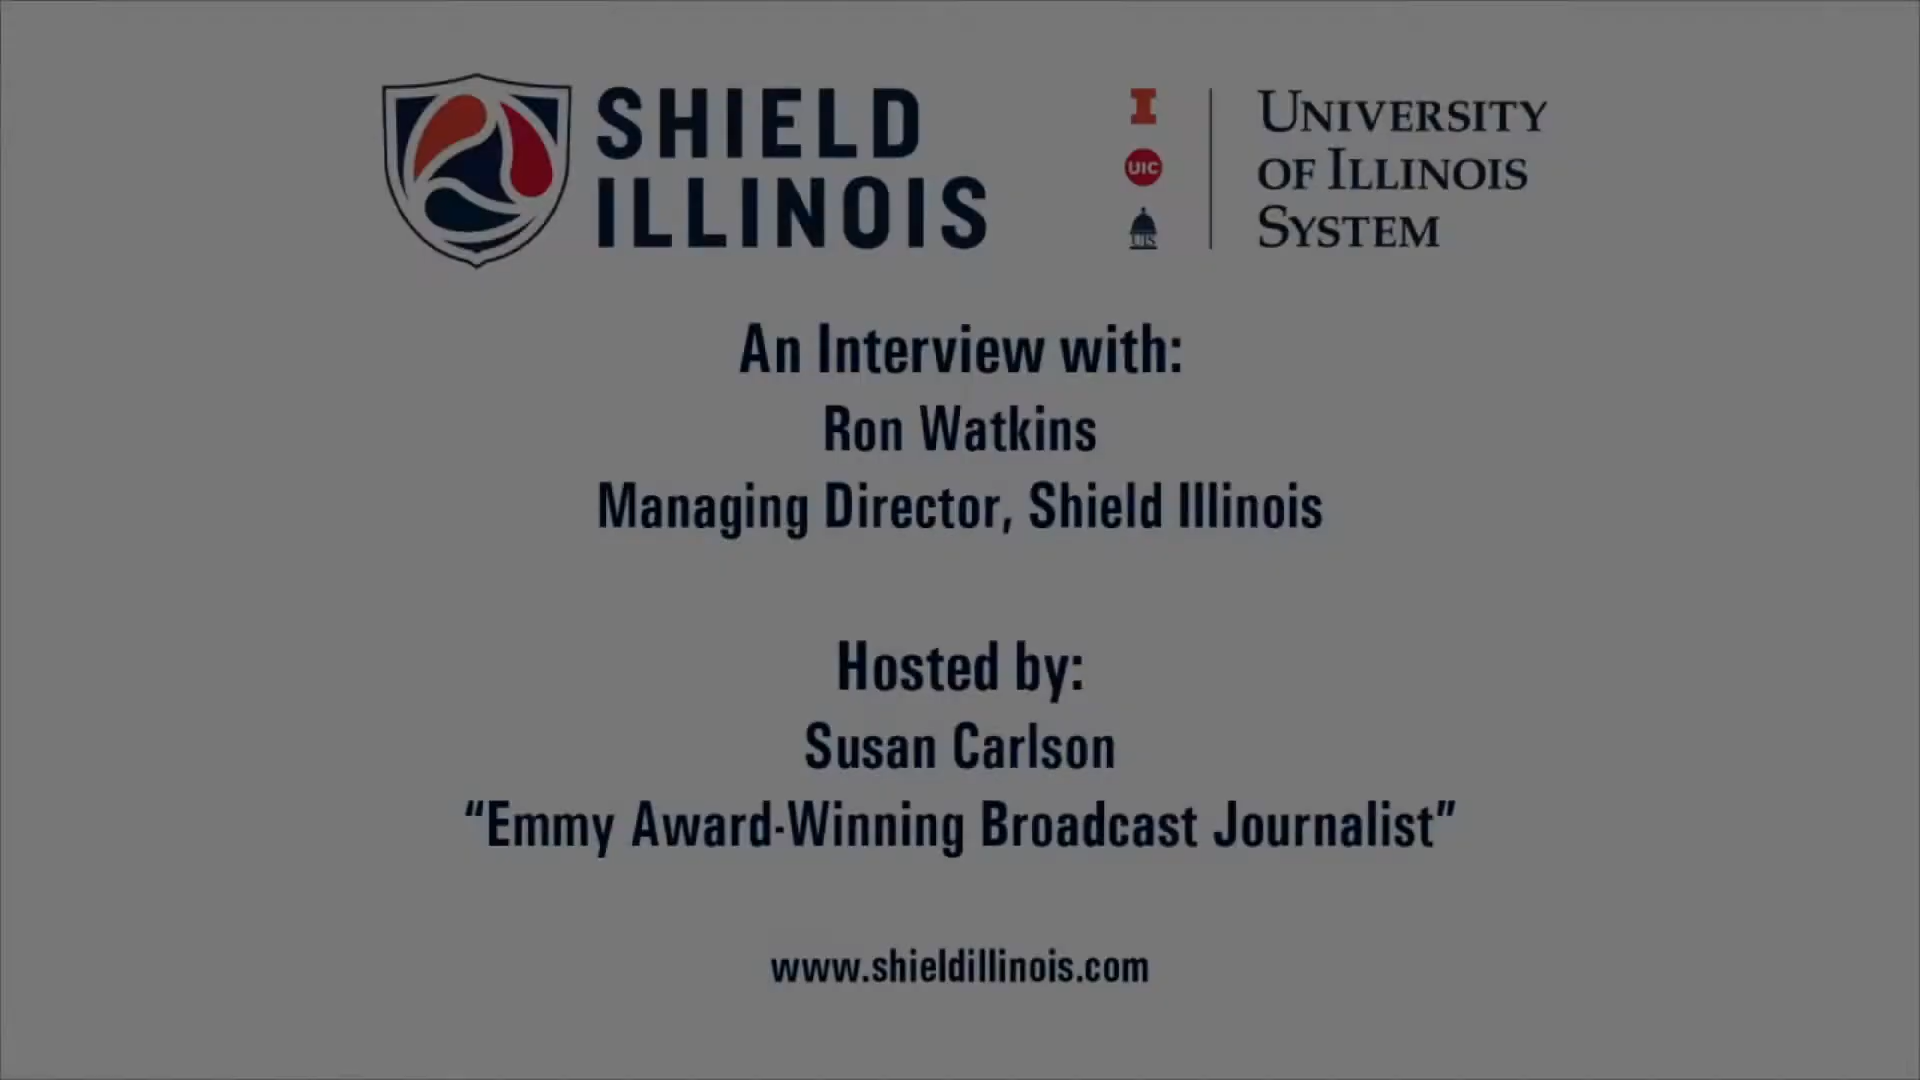 SHIELD
ILLINOIS
I
UIC
UIS
UNIVERSITY
OF ILLINOIS
SYSTEM
An Interview with:
Ron Watkins
Managing Director, Shield Illinois
Hosted by:
Susan Carlson
“Emmy Award-Winning Broadcast Journalist”
www.shieldillinois.com